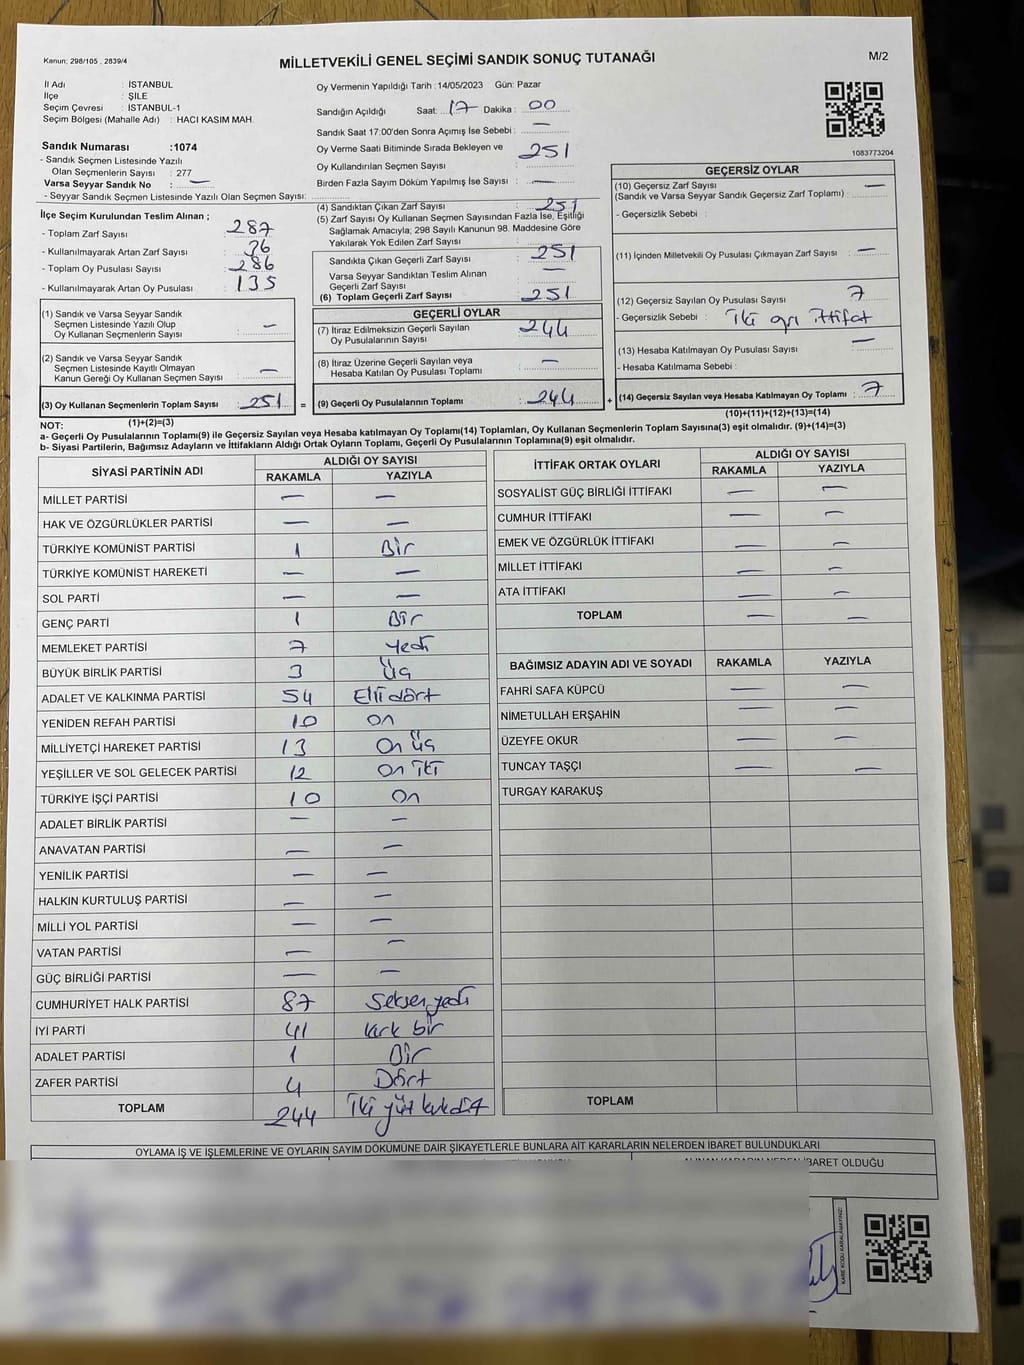 Kanun; 298/105 , 2839/4
MİLLETVEKİLİ GENEL SEÇİMİ SANDIK SONUÇ TUTANAĞI
M/2
İl Adı : İSTANBUL
İlçe : ŞİLE
Seçim Çevresi : İSTANBUL-1
Seçim Bölgesi (Mahalle Adı) : HACI KASIM MAH.
Sandık Numarası :1074
- Sandık Seçmen Listesinde Yazılı
Olan Seçmenlerin Sayısı : 277
Varsa Seyyar Sandık No : —
- Seyyar Sandık Seçmen Listesinde Yazılı Olan Seçmen Sayısı:
Oy Vermenin Yapıldığı Tarih :14/05/2023 Gün: Pazar
Sandığın Açıldığı Saat: 17 Dakika : 00
Sandık Saat 17:00'den Sonra Açımış İse Sebebi : —
Oy Verme Saati Bitiminde Sırada Bekleyen ve
Oy Kullandırılan Seçmen Sayısı : 251
Birden Fazla Sayım Döküm Yapılmış İse Sayısı : —
1083773204
İlçe Seçim Kurulundan Teslim Alınan ;
- Toplam Zarf Sayısı : 287
- Kullanılmayarak Artan Zarf Sayısı : 36
- Toplam Oy Pusulası Sayısı : 286
- Kullanılmayarak Artan Oy Pusulası : 135
(1) Sandık ve Varsa Seyyar Sandık
Seçmen Listesinde Yazılı Olup
Oy Kullanan Seçmenlerin Sayısı : —
(2) Sandık ve Varsa Seyyar Sandık
Seçmen Listesinde Kayıtlı Olmayan
Kanun Gereği Oy Kullanan Seçmen Sayısı : —
(3) Oy Kullanan Seçmenlerin Toplam Sayısı : 251 =
(1)+(2)=(3)
(4) Sandıktan Çıkan Zarf Sayısı : 251
(5) Zarf Sayısı Oy Kullanan Seçmen Sayısından Fazla İse, Eşitliği
Sağlamak Amacıyla; 298 Sayılı Kanunun 98. Maddesine Göre
Yakılarak Yok Edilen Zarf Sayısı :
Sandıkta Çıkan Geçerli Zarf Sayısı : 251
Varsa Seyyar Sandıktan Teslim Alınan
Geçerli Zarf Sayısı : —
(6) Toplam Geçerli Zarf Sayısı : 251
GEÇERLİ OYLAR
(7) İtiraz Edilmeksizin Geçerli Sayılan
Oy Pusulalarının Sayısı : 244
(8) İtiraz Üzerine Geçerli Sayılan veya
Hesaba Katılan Oy Pusulası Toplamı : —
(9) Geçerli Oy Pusulalarının Toplamı : 244 +
GEÇERSİZ OYLAR
(10) Geçersiz Zarf Sayısı
(Sandık ve Varsa Seyyar Sandık Geçersiz Zarf Toplamı) : —
- Geçersizlik Sebebi :
(11) İçinden Milletvekili Oy Pusulası Çıkmayan Zarf Sayısı : —
(12) Geçersiz Sayılan Oy Pusulası Sayısı : 7
- Geçersizlik Sebebi : iki ayrı ittifat
(13) Hesaba Katılmayan Oy Pusulası Sayısı : —
- Hesaba Katılmama Sebebi :
(14) Geçersiz Sayılan veya Hesaba Katılmayan Oy Toplamı : 7
(10)+(11)+(12)+(13)=(14)
NOT:
a- Geçerli Oy Pusulalarının Toplamı(9) ile Geçersiz Sayılan veya Hesaba katılmayan Oy Toplamı(14) Toplamları, Oy Kullanan Seçmenlerin Toplam Sayısına(3) eşit olmalıdır. (9)+(14)=(3)
b- Siyasi Partilerin, Bağımsız Adayların ve İttifakların Aldığı Ortak Oyların Toplamı, Geçerli Oy Pusulalarının Toplamına(9) eşit olmalıdır.
SİYASİ PARTİNİN ADI ALDIĞI OY SAYISI
RAKAMLA YAZIYLA
MİLLET PARTİSİ — —
HAK VE ÖZGÜRLÜKLER PARTİSİ — —
TÜRKİYE KOMÜNİST PARTİSİ 1 Bir
TÜRKİYE KOMÜNİST HAREKETİ — —
SOL PARTİ — —
GENÇ PARTİ 1 Bir
MEMLEKET PARTİSİ 7 yedi
BÜYÜK BİRLİK PARTİSİ 3 Üç
ADALET VE KALKINMA PARTİSİ 54 Elli dört
YENİDEN REFAH PARTİSİ 10 on
MİLLİYETÇİ HAREKET PARTİSİ 13 On üç
YEŞİLLER VE SOL GELECEK PARTİSİ 12 On iki
TÜRKİYE İŞÇİ PARTİSİ 10 On
ADALET BİRLİK PARTİSİ — —
ANAVATAN PARTİSİ — —
YENİLİK PARTİSİ — —
HALKIN KURTULUŞ PARTİSİ — —
MİLLİ YOL PARTİSİ — —
VATAN PARTİSİ — —
GÜÇ BİRLİĞİ PARTİSİ — —
CUMHURİYET HALK PARTİSİ 87 Seksen yedi
İYİ PARTİ 41 kırk bir
ADALET PARTİSİ 1 Bir
ZAFER PARTİSİ 4 Dört
TOPLAM 244 İki yüz
İTTİFAK ORTAK OYLARI ALDIĞI OY SAYISI
RAKAMLA YAZIYLA
SOSYALİST GÜÇ BİRLİĞİ İTTİFAKI — —
CUMHUR İTTİFAKI — —
EMEK VE ÖZGÜRLÜK İTTİFAKI — —
MİLLET İTTİFAKI — —
ATA İTTİFAKI — —
TOPLAM — —
BAĞIMSIZ ADAYIN ADI VE SOYADI RAKAMLA YAZIYLA
FAHRİ SAFA KÜPCÜ — —
NİMETULLAH ERŞAHİN — —
ÜZEYFE OKUR — —
TUNCAY TAŞÇI — —
TURGAY KARAKUŞ
TOPLAM
OYLAMA İŞ VE İŞLEMLERİNE VE OYLARIN SAYIM DÖKÜMÜNE DAİR ŞİKAYETLERLE BUNLARA AİT KARARLARIN NELERDEN İBARET BULUNDUKLARI
ALINAN KARARIN NEDEN İBARET OLDUĞU
KARE KODU KARALAMAYINIZ!